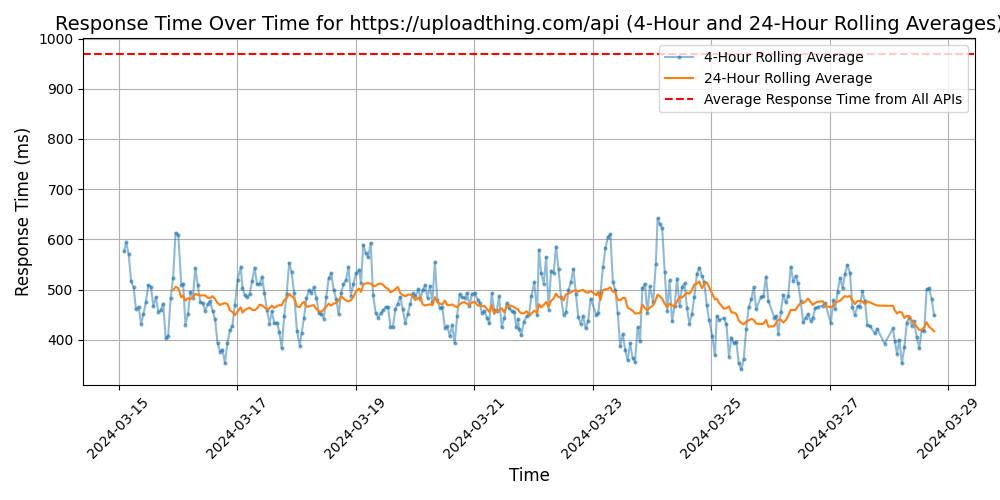 Response Time Over Time for https://uploadthing.com/api (4-Hour and 24-Hour Rolling Averages)
4-Hour Rolling Average
24-Hour Rolling Average
Average Response Time from All APIs
Response Time (ms)
1000
900
800
700
600
500
400
2024-03-15
2024-03-17
2024-03-19
2024-03-21
2024-03-23
2024-03-25
2024-03-27
2024-03-29
Time